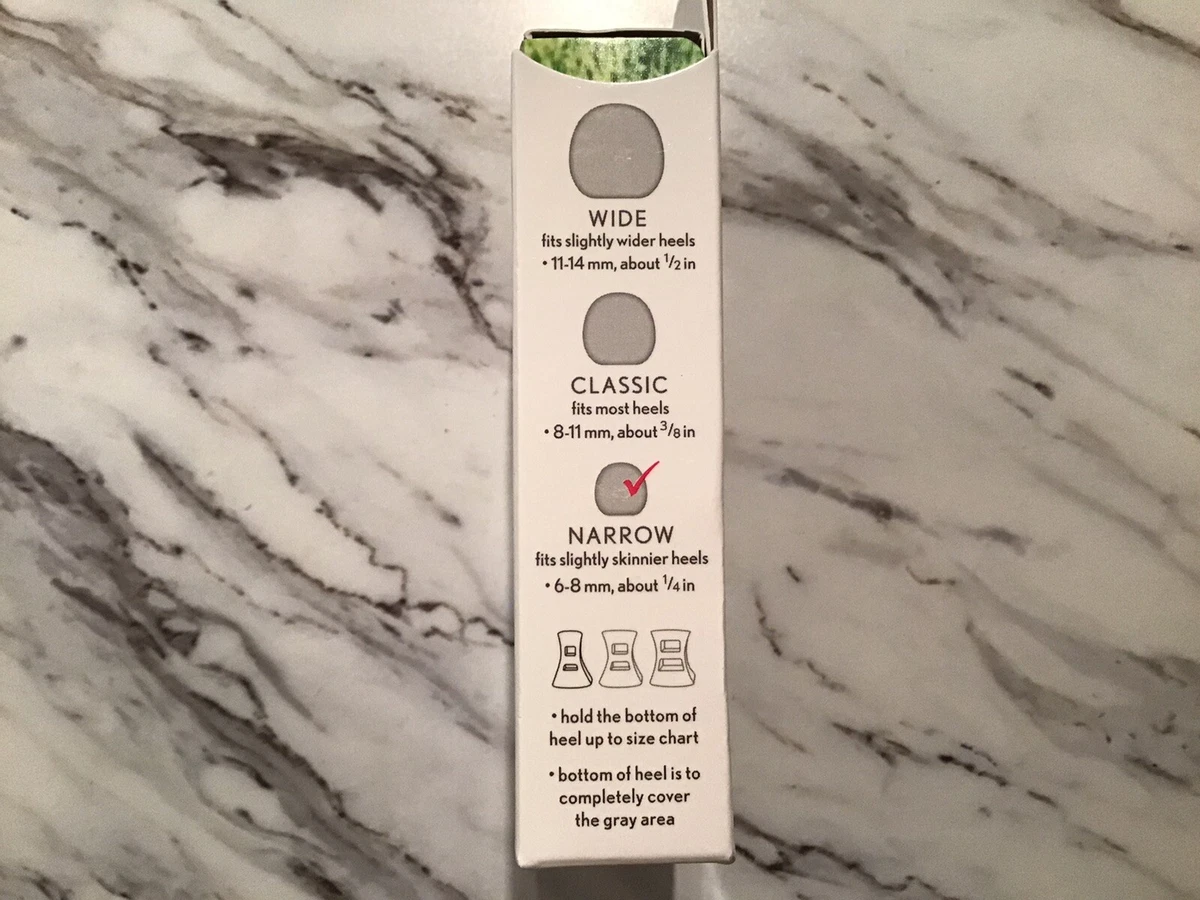 WIDE
fits slightly wider heels
• 11-14 mm, about 1/2 in
CLASSIC
fits most heels
• 8-11 mm, about 3/8 in
NARROW
fits slightly skinnier heels
• 6-8 mm, about 1/4 in
• hold the bottom of
heel up to size chart
• bottom of heel is to
completely cover
the gray area